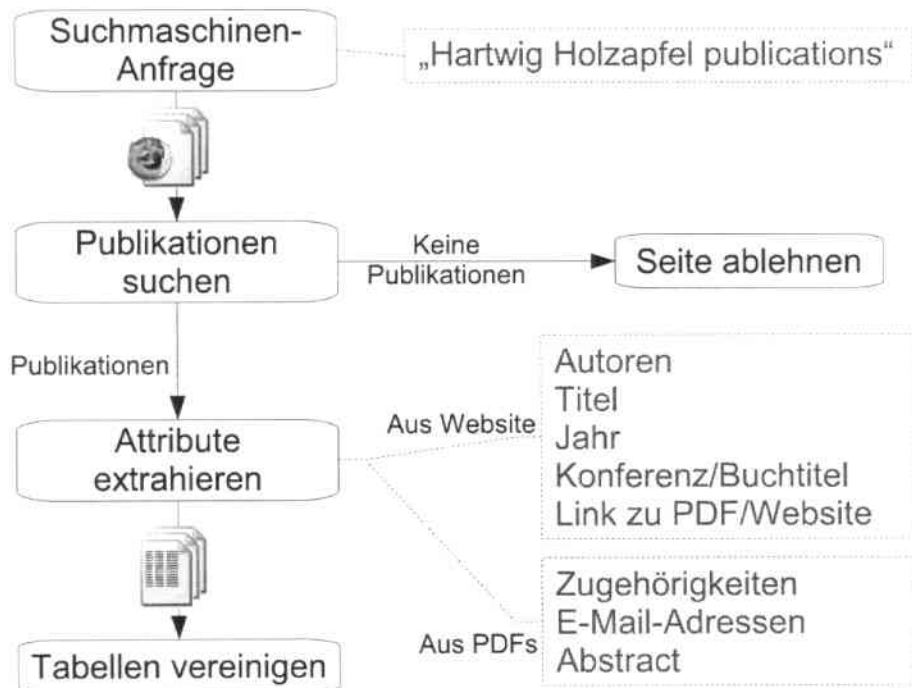 Suchmaschinen-
Anfrage
„Hartwig Holzapfel publications“
Publikationen
suchen
Keine
Publikationen
Seite ablehnen
Publikationen
Attribute
extrahieren
Aus Website
Autoren
Titel
Jahr
Konferenz/Buchtitel
Link zu PDF/Website
Aus PDFs
Zugehörigkeiten
E-Mail-Adressen
Abstract
Tabellen vereinigen